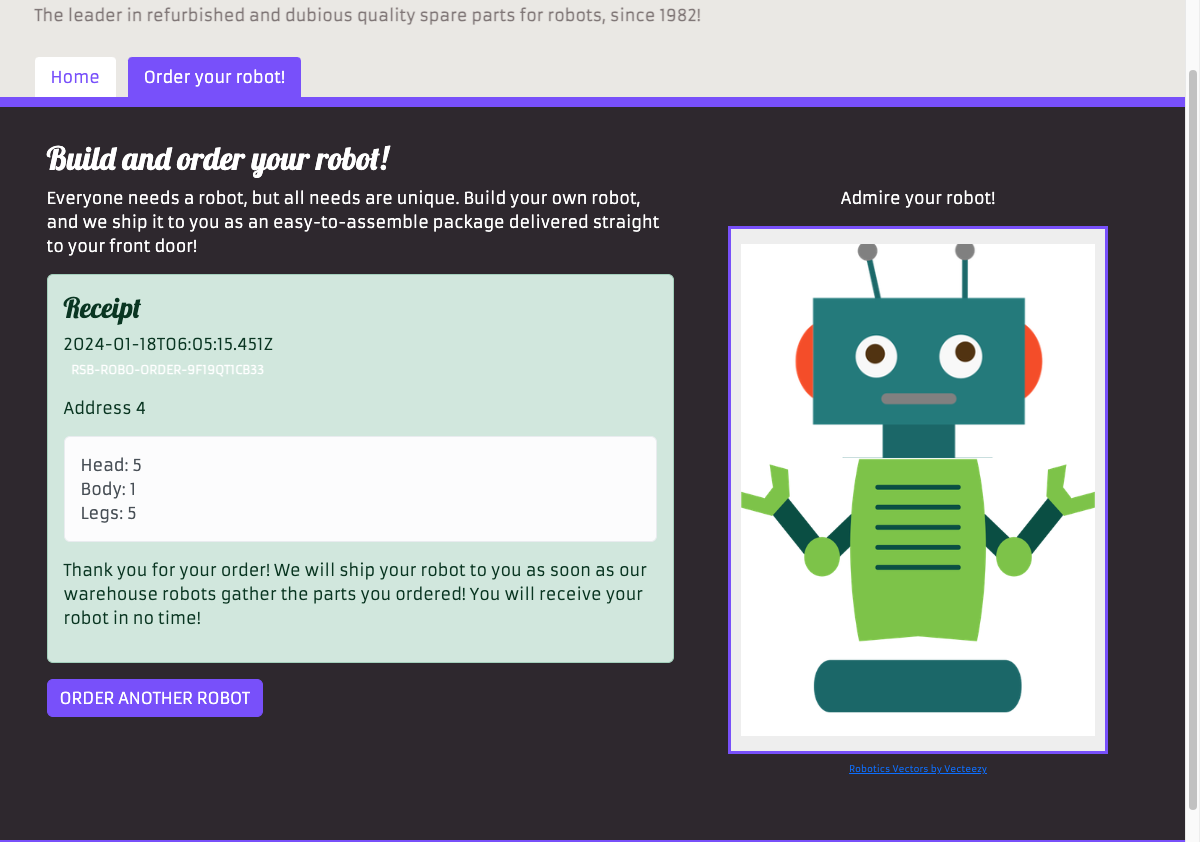 The leader in refurbished and dubious quality spare parts for robots, since 1982!
Home
Order your robot!
Build and order your robot!
Everyone needs a robot, but all needs are unique. Build your own robot,
and we ship it to you as an easy-to-assemble package delivered straight
to your front door!
Receipt
2024-01-18T06:05:15.451Z
RSB-ROBO-ORDER-9F19QT1CB33
Address 4
Head: 5
Body: 1
Legs: 5
Thank you for your order! We will ship your robot to you as soon as our
warehouse robots gather the parts you ordered! You will receive your
robot in no time!
ORDER ANOTHER ROBOT
Admire your robot!
Robotics Vectors by Vecteezy